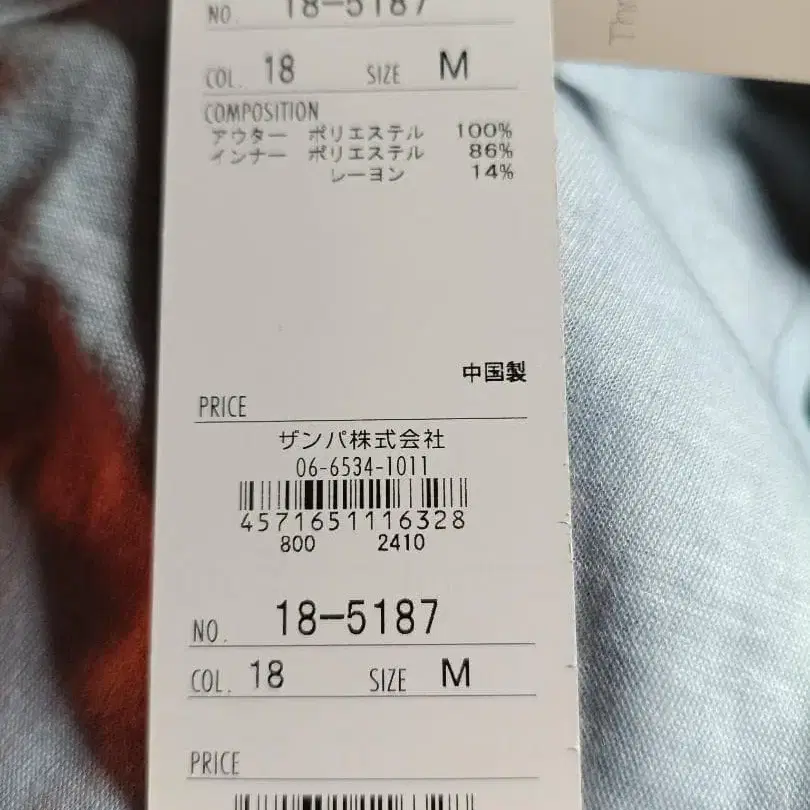 NO. 18-5187
COL. 18 SIZE M
COMPOSITION
アウター ポリエステル 100%
インナー ポリエステル 86%
レーヨン 14%
中国製
PRICE
ザンパ株式会社
06-6534-1011
4571651116328
800 2410
NO. 18-5187
COL. 18 SIZE M
PRICE